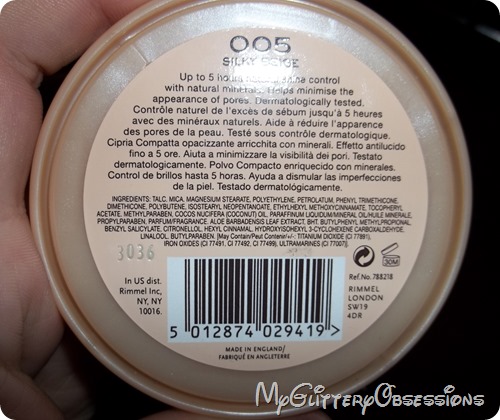 005
SILKY BEIGE
Up to 5 hours natural shine control
with natural minerals. Helps minimise the
appearance of pores. Dermatologically tested.
Contrôle naturel de l'excès de sébum jusqu'à 5 heures
avec des minéraux naturels. Aide à réduire l'apparence
des pores de la peau. Testé sous contrôle dermatologique.
Cipria Compatta opacizzante arricchita con minerali. Effetto antilucido
fino a 5 ore. Aiuta a minimizzare la visibilità dei pori. Testato
dermatologicamente. Polvo Compacto enriquecido con minerales.
Control de brillos hasta 5 horas. Ayuda a dismular las imperfecciones
de la piel. Testado dermatológicamente.
INGREDIENTS: TALC, MICA, MAGNESIUM STEARATE, POLYETHYLENE, PETROLATUM, PHENYL TRIMETHICONE,
DIMETHICONE, POLYBUTENE, ISOSTEARYL NEOPENTANOATE, ETHYLHEXYL METHOXYCINNAMATE, TOCOPHERYL
ACETATE, METHYLPARABEN, COCOS NUCIFERA (COCONUT) OIL, PARAFFINUM LIQUIDUM/MINERAL OIL/HUILE MINERALE,
PROPYLPARABEN, PARFUM/FRAGRANCE, ALOE BARBADENSIS LEAF EXTRACT, BHT, BUTYLPHENYL METHYLPROPIONAL,
BENZYL SALICYLATE, CITRONELLOL, HEXYL CINNAMAL, HYDROXYISOHEXYL 3-CYCLOHEXENE CARBOXALDEHYDE,
LINALOOL, BUTYLPARABEN. [May Contain/Peut Contenir/+/-: TITANIUM DIOXIDE (CI 77891),
IRON OXIDES (CI 77491, CI 77492, CI 77499), ULTRAMARINES (CI 77007)].
3036
30M
Ref.No. 788218
In US dist.
Rimmel Inc,
NY, NY
10016.
RIMMEL
LONDON
SW19
4DR
5 012874 029419 >
MADE IN ENGLAND/
FABRIQUÉ EN ANGLETERRE
MyGlitteryObsessions